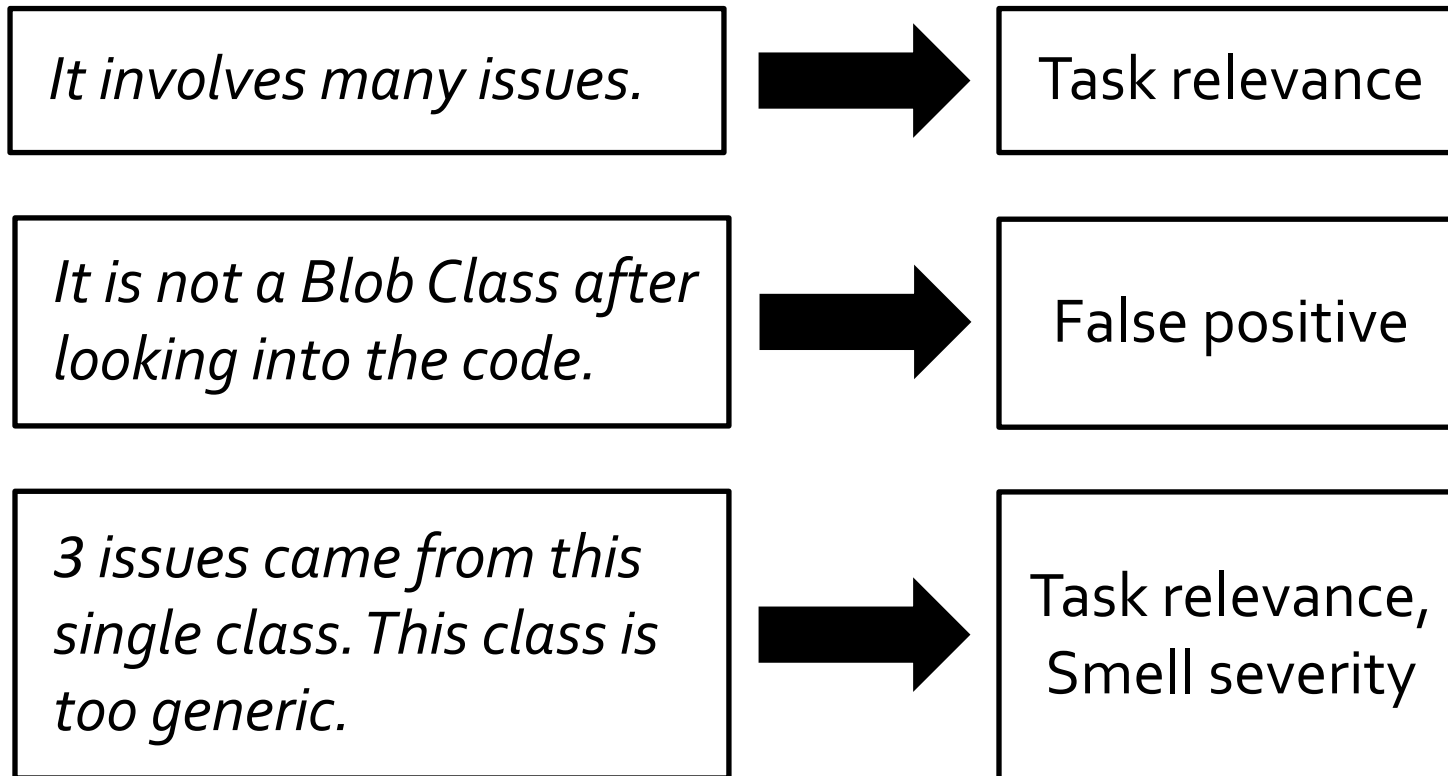 It involves many issues.
Task relevance
It is not a Blob Class after
looking into the code.
False positive
3 issues came from this
single class. This class is
too generic.
Task relevance,
Smell severity